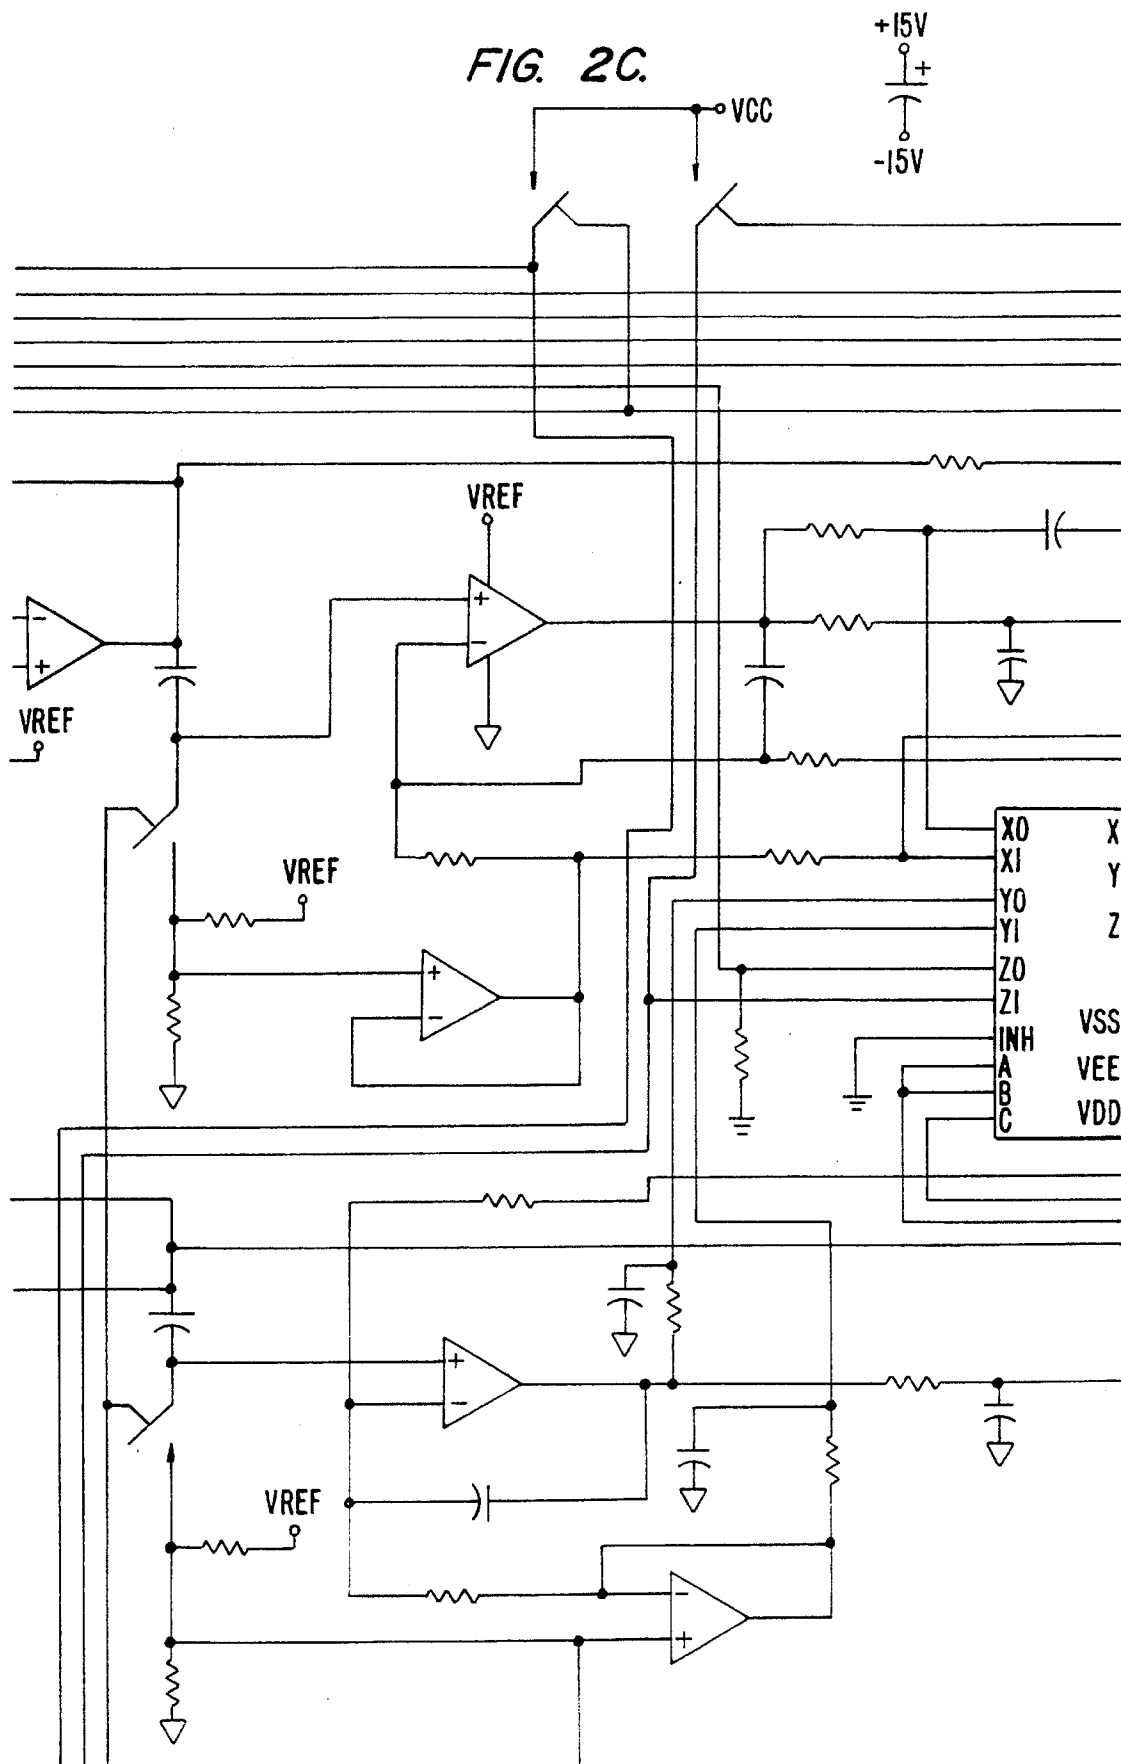 FIG. 2C.
+15V
+
-15V
VCC
VREF
+
-
-
+
VREF
VREF
+
-
X0
X1
Y0
Y1
Z0
Z1
INH
A
B
C
X
Y
Z
VSS
VEE
VDD
+
-
VREF
-
+